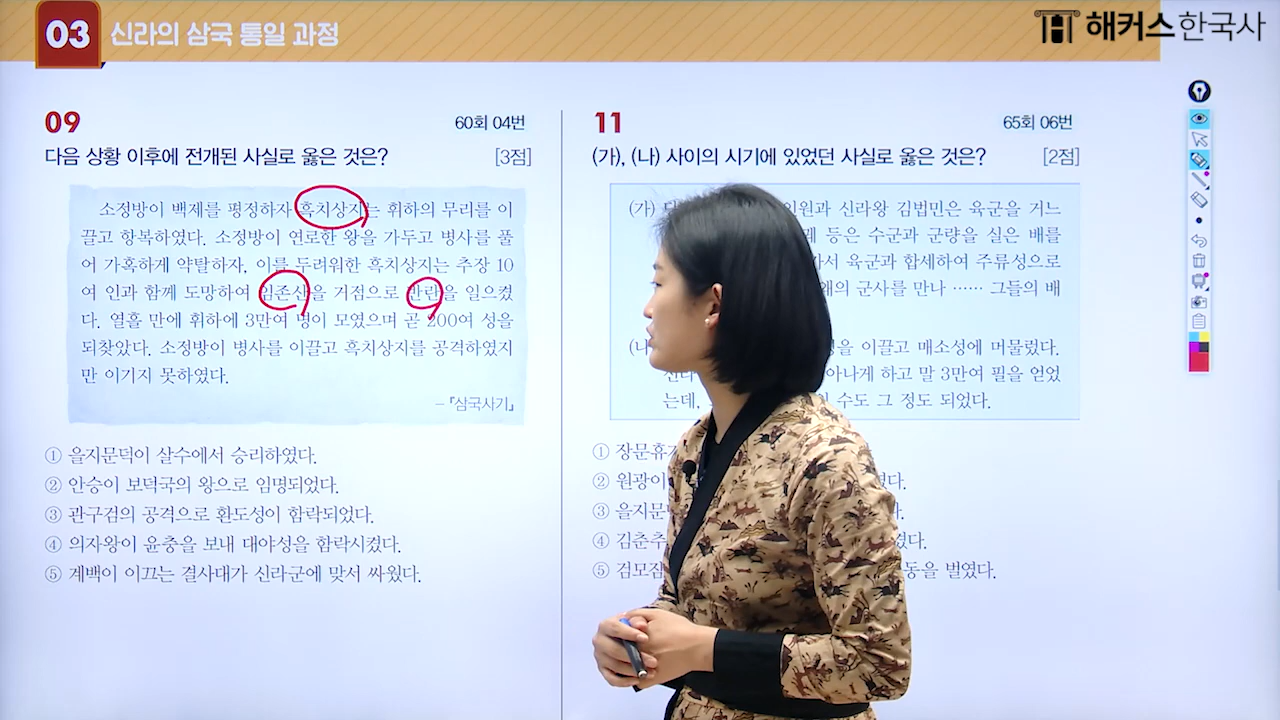 03 신라의 삼국 통일 과정
해커스한국사
09
60회 04번
다음 상황 이후에 전개된 사실로 옳은 것은? [3점]
소정방이 백제를 평정하자 흑치상지는 휘하의 무리를 이
끌고 항복하였다. 소정방이 연로한 왕을 가두고 병사를 풀
어 가혹하게 약탈하자, 이를 두려워한 흑치상지는 추장 10
여 인과 함께 도망하여 임존산을 거점으로 반란을 일으켰
다. 열흘 만에 휘하에 3만여 명이 모였으며 곧 200여 성을
되찾았다. 소정방이 병사를 이끌고 흑치상지를 공격하였지
만 이기지 못하였다.
- 『삼국사기』
① 을지문덕이 살수에서 승리하였다.
② 안승이 보덕국의 왕으로 임명되었다.
③ 관구검의 공격으로 환도성이 함락되었다.
④ 의자왕이 윤충을 보내 대야성을 함락시켰다.
⑤ 계백이 이끄는 결사대가 신라군에 맞서 싸웠다.
11
65회 06번
(가), (나) 사이의 시기에 있었던 사실로 옳은 것은? [2점]
(가) 신라왕 김법민은 육군을 거느
등은 수군과 군량을 실은 배를
육군과 합세하여 주류성으로
군사를 만나 …… 그들의 배
이끌고 매소성에 머물렀다.
하고 말 3만여 필을 얻었
는데, 수도 그 정도 되었다.
① 장문휴
② 원광이
③ 을지문
④ 김춘추
⑤ 검모잠 벌였다.